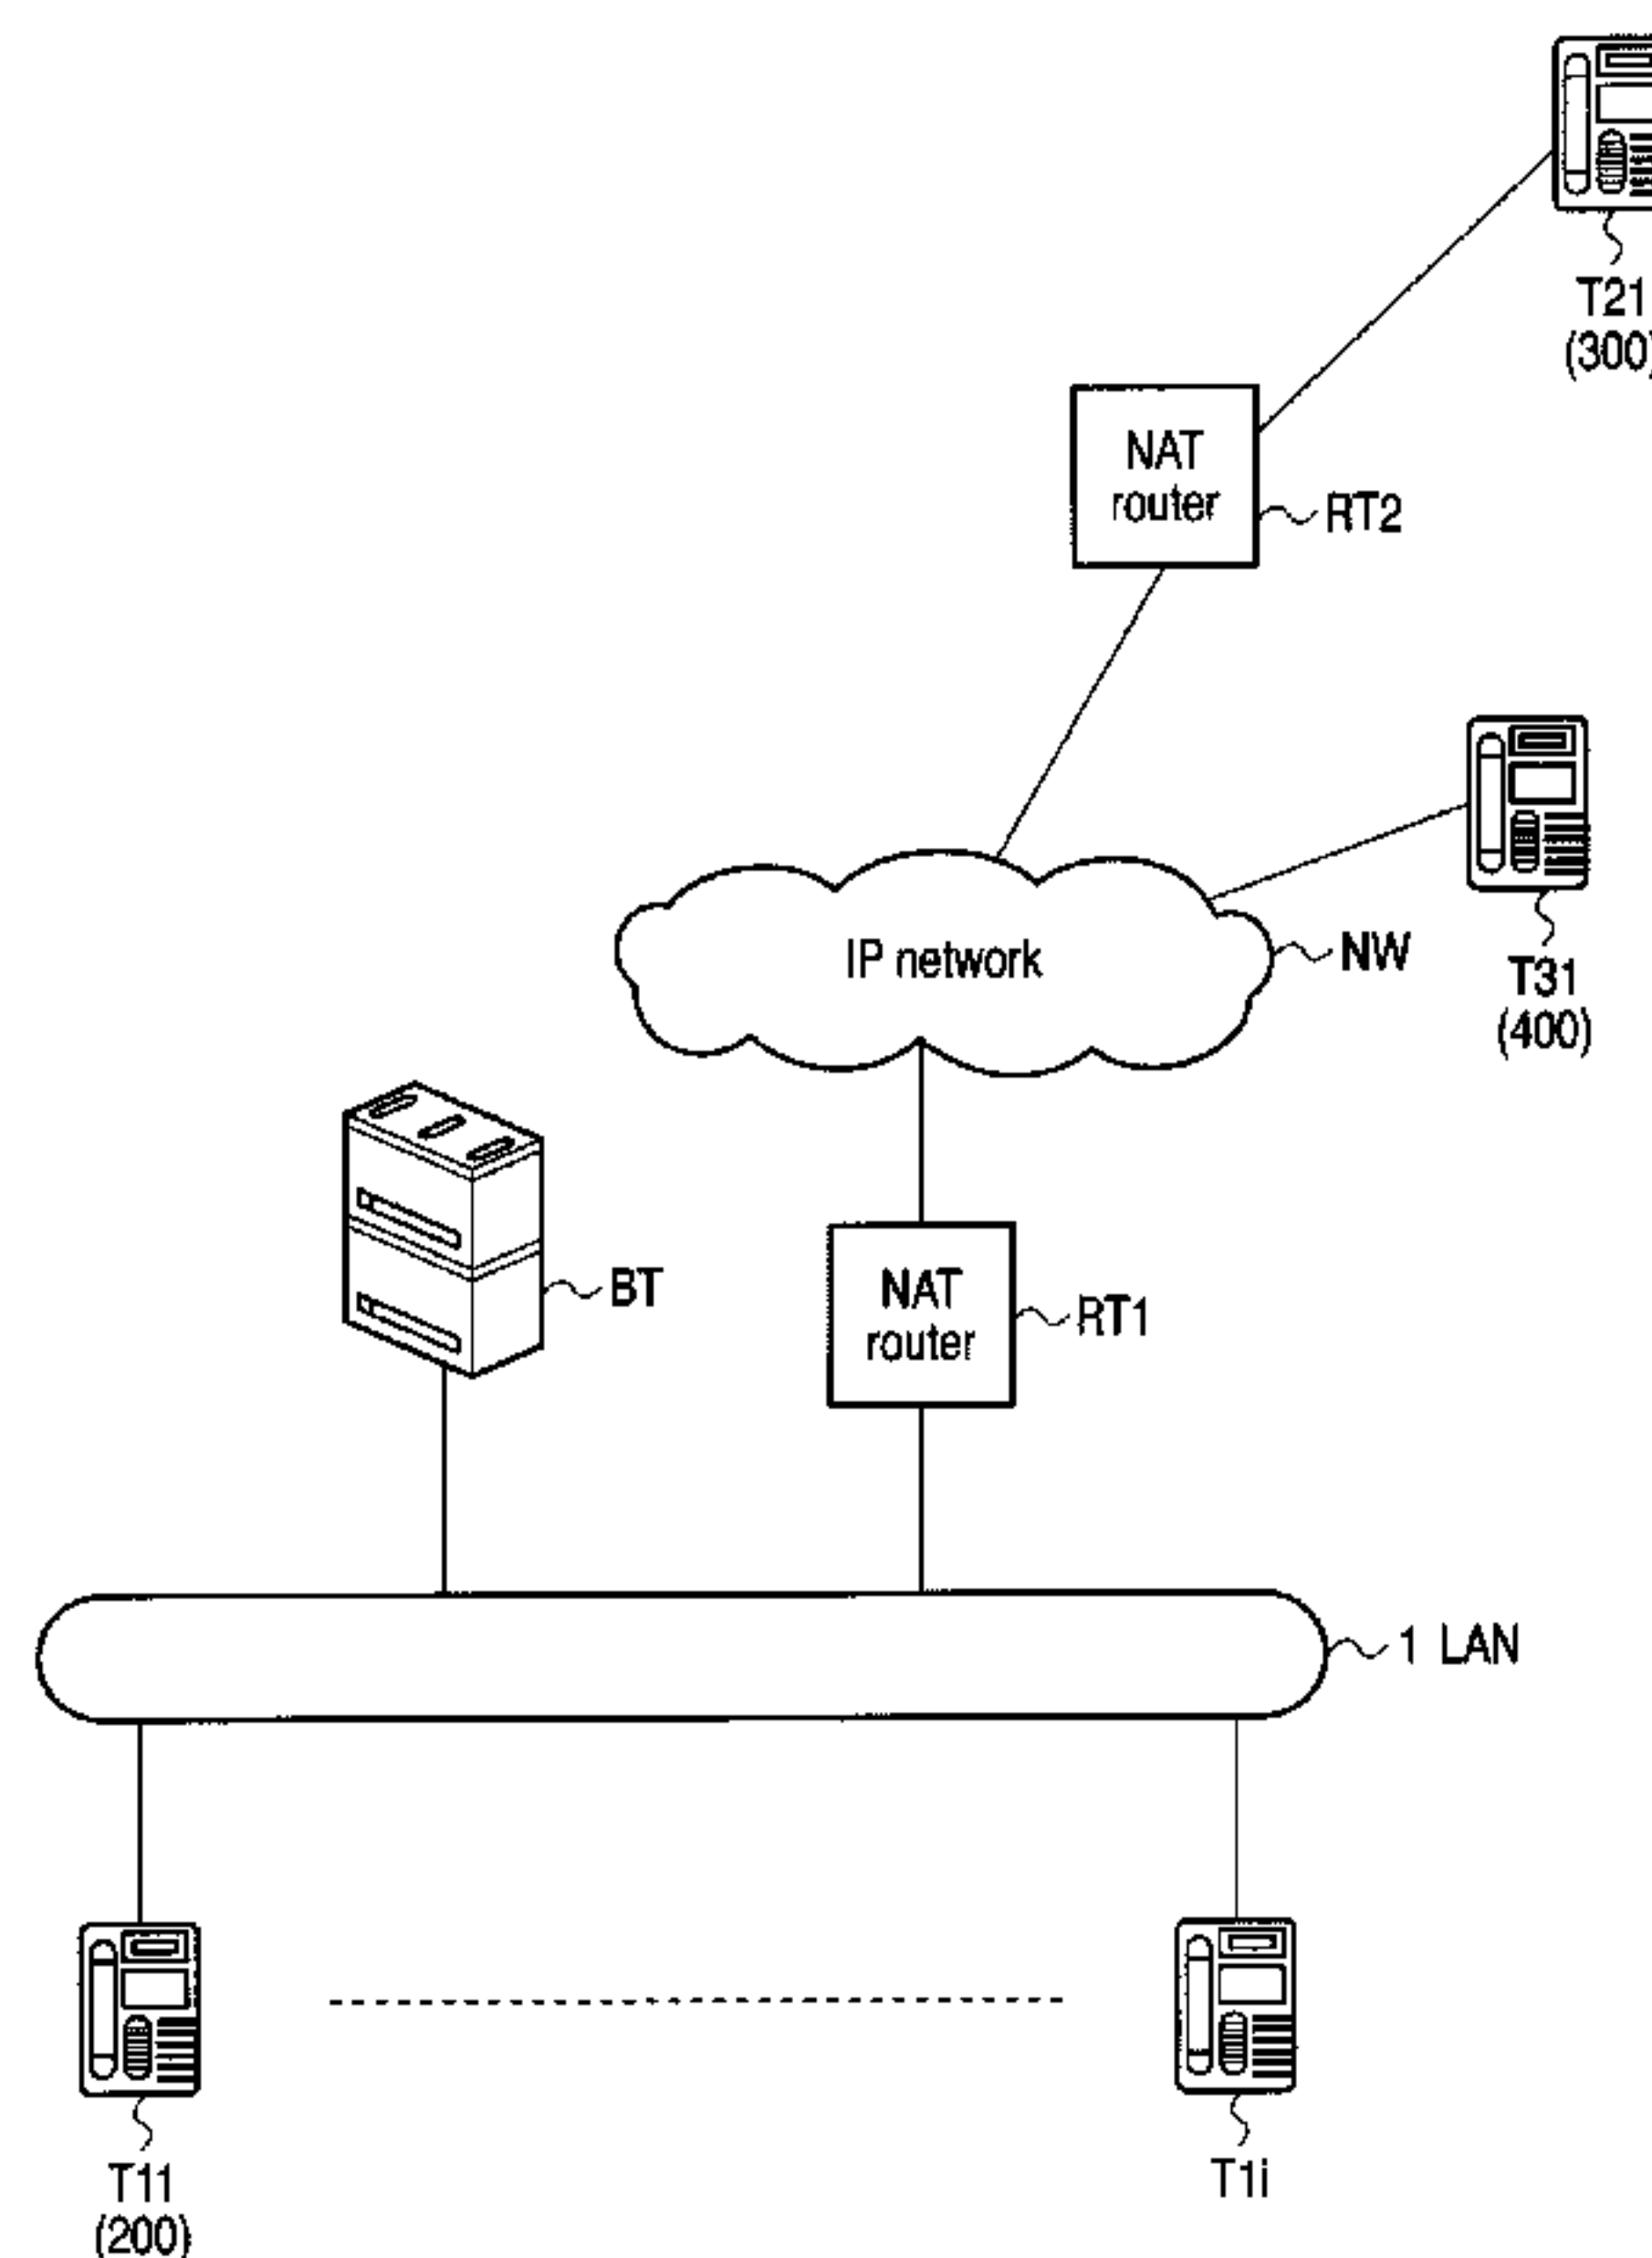 T21
(300)
NAT
router
RT2
IP network
NW
T31
(400)
BT
NAT
router
RT1
1 LAN
T11
(200)
T1i